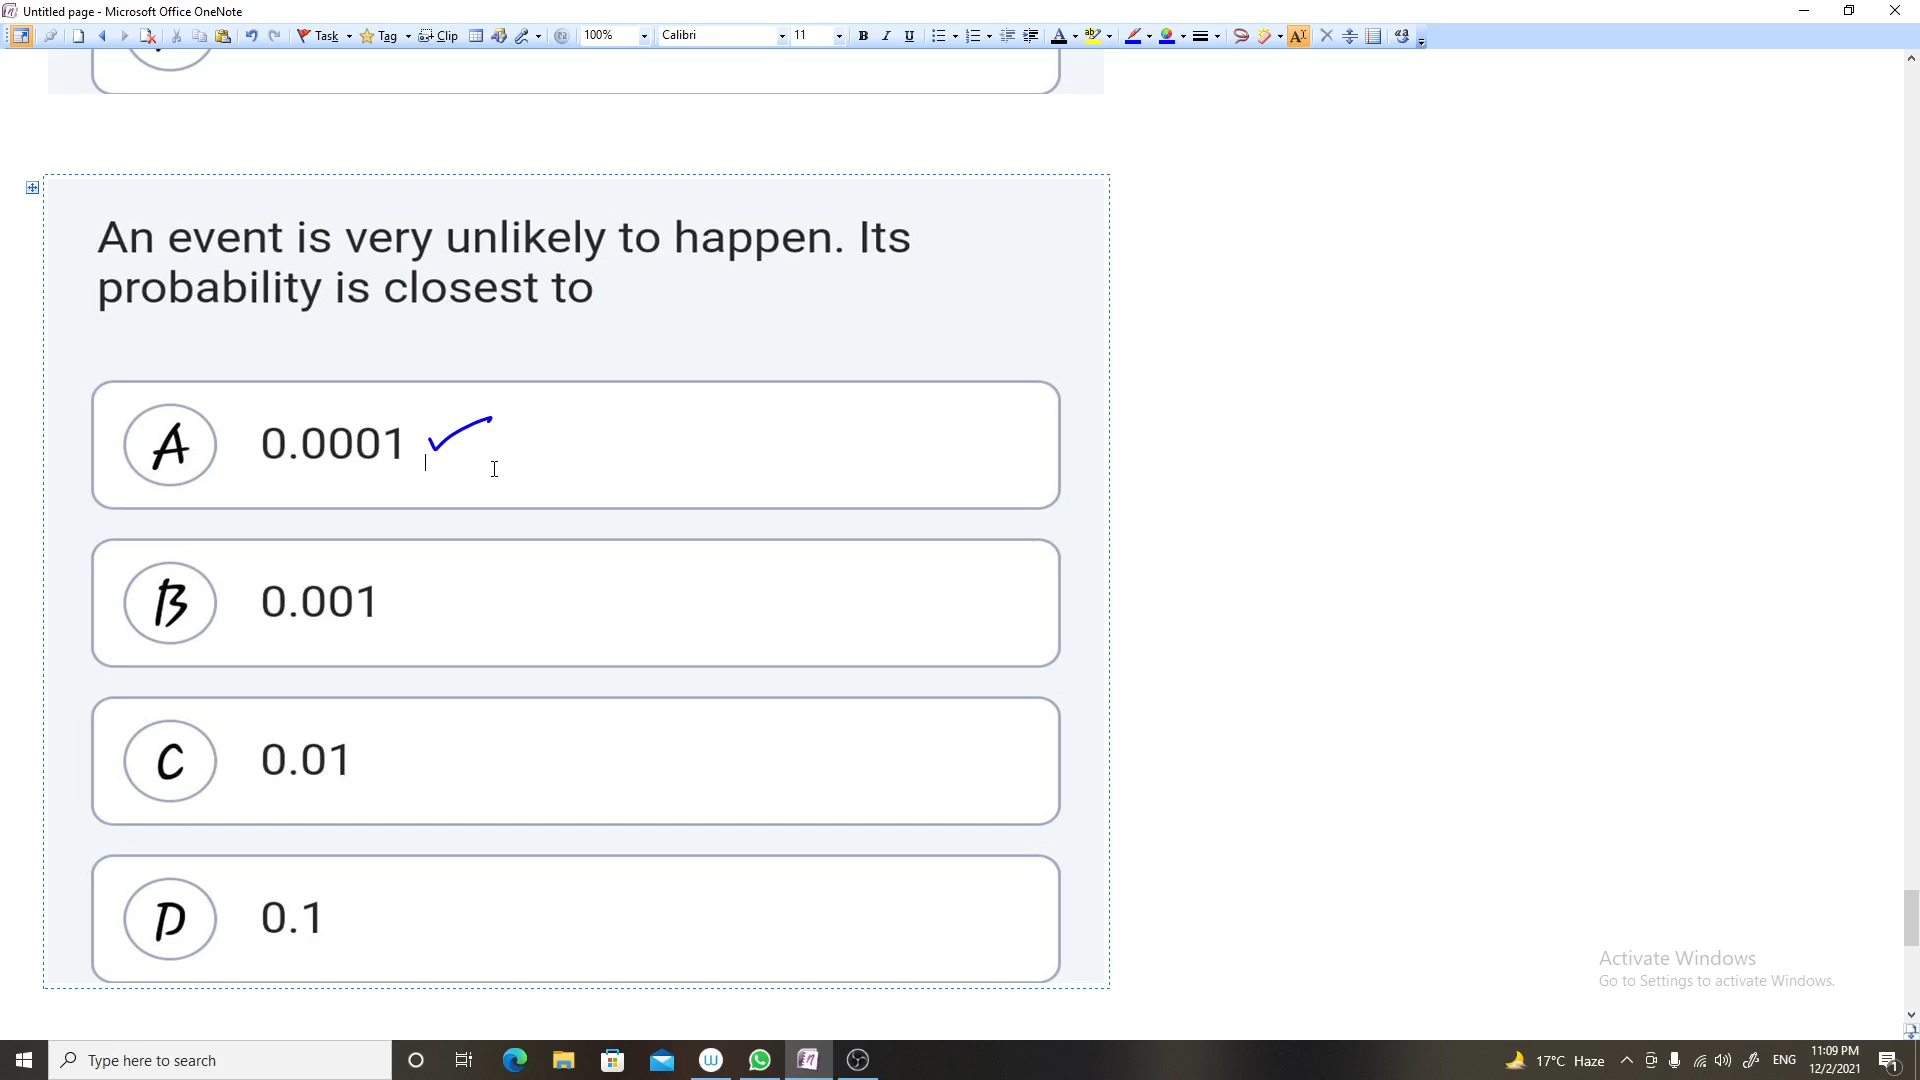 Untitled page - Microsoft Office OneNote
Task Tag Clip 100% Calibri 11 B I U
An event is very unlikely to happen. Its
probability is closest to
A 0.0001
B 0.001
C 0.01
D 0.1
Activate Windows
Go to Settings to activate Windows.
Type here to search
17°C Haze
ENG
11:09 PM
12/2/2021